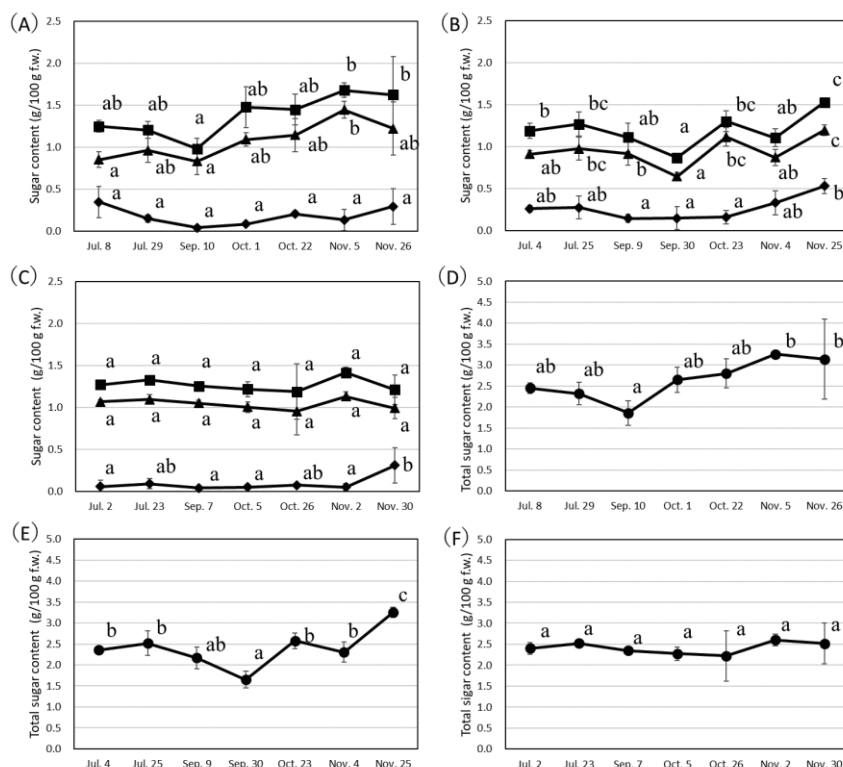 (A)
Sugar content (g/100 g f.w.)
2.5
2.0
1.5
1.0
0.5
0.0
ab ab a ab ab b b
a ab a ab ab b ab
a a a a a a a
Jul. 8 Jul. 29 Sep. 10 Oct. 1 Oct. 22 Nov. 5 Nov. 26
(B)
Sugar content (g/100 g f.w.)
2.5
2.0
1.5
1.0
0.5
0.0
b bc ab a bc ab c
ab bc b a bc ab c
ab ab a a a ab b
Jul. 4 Jul. 25 Sep. 9 Sep. 30 Oct. 23 Nov. 4 Nov. 25
(C)
Sugar content (g/100 g f.w.)
2.5
2.0
1.5
1.0
0.5
0.0
a a a a a a a
a a a a a a a
a ab a a ab a b
Jul. 2 Jul. 23 Sep. 7 Oct. 5 Oct. 26 Nov. 2 Nov. 30
(D)
Total sugar content (g/100 g f.w.)
5.0
4.5
4.0
3.5
3.0
2.5
2.0
1.5
1.0
0.5
0.0
ab ab a ab ab b b
Jul. 8 Jul. 29 Sep. 10 Oct. 1 Oct. 22 Nov. 5 Nov. 26
(E)
Total sugar content (g/100 g f.w.)
5.0
4.5
4.0
3.5
3.0
2.5
2.0
1.5
1.0
0.5
0.0
b b ab a b b c
Jul. 4 Jul. 25 Sep. 9 Sep. 30 Oct. 23 Nov. 4 Nov. 25
(F)
Total sigar content (g/100 g f.w.)
5.0
4.5
4.0
3.5
3.0
2.5
2.0
1.5
1.0
0.5
0.0
a a a a a a a
Jul. 2 Jul. 23 Sep. 7 Oct. 5 Oct. 26 Nov. 2 Nov. 30